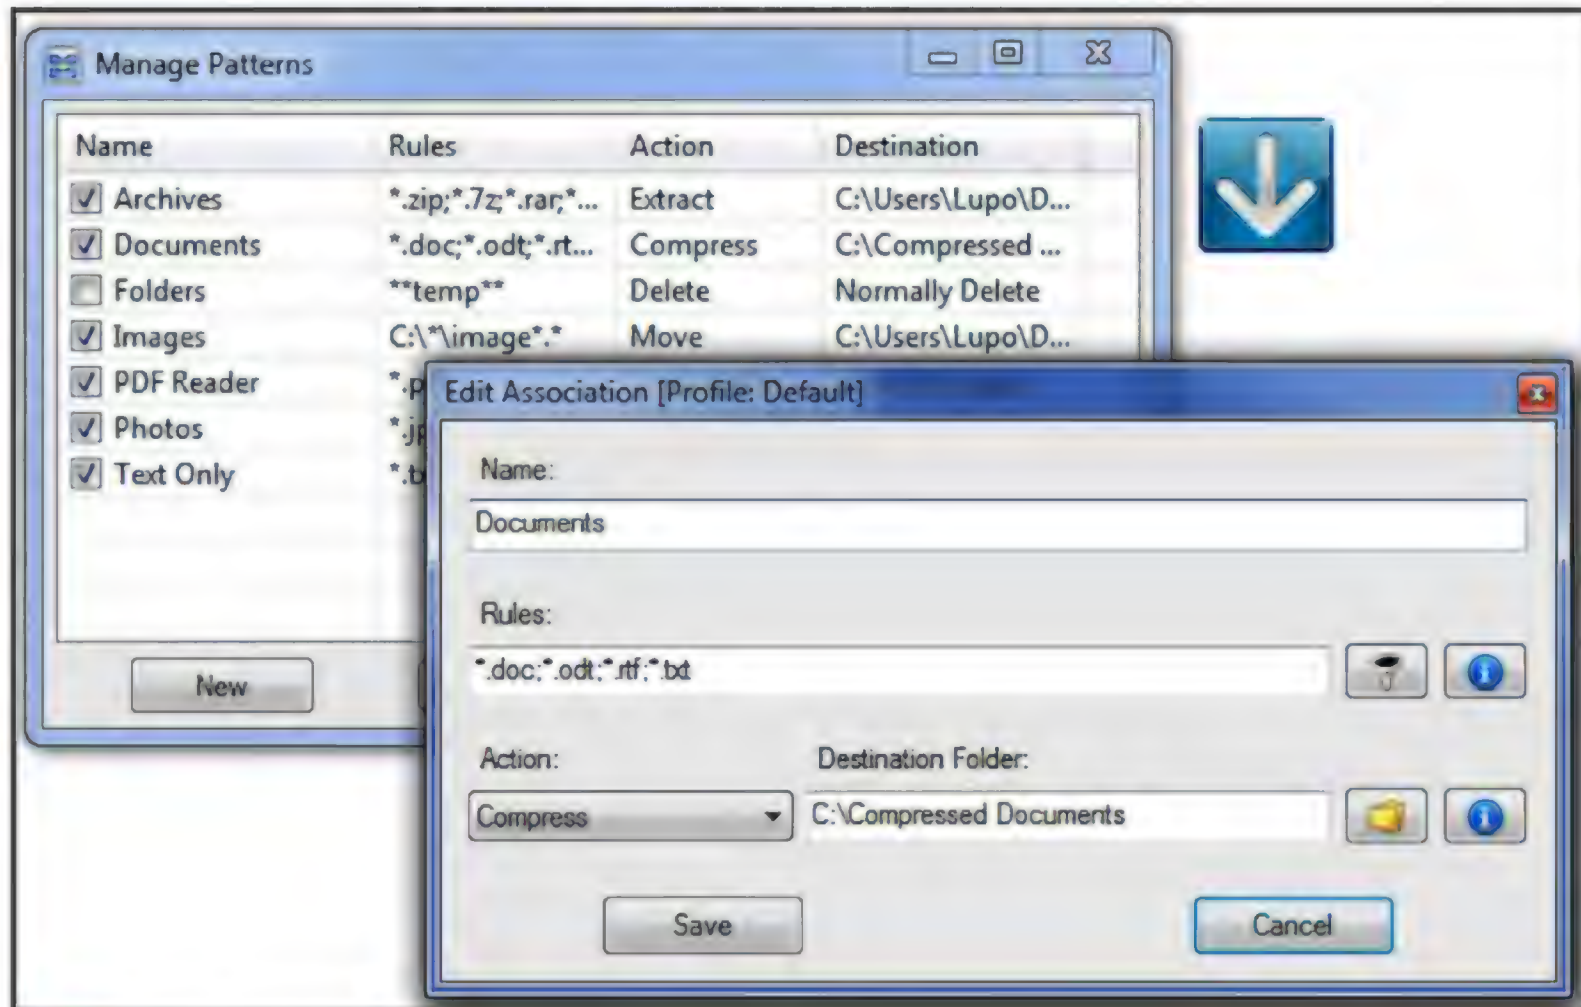 Manage Patterns
Name Rules Action Destination
Archives *.zip;*.7z;*.rar;*... Extract C:\Users\Lupo\D...
Documents *.doc;*.odt;*.rt... Compress C:\Compressed ...
Folders **temp** Delete Normally Delete
Images C:\*\image*.* Move C:\Users\Lupo\D...
PDF Reader *.p
Photos *.jp
Text Only *.tx
New
Edit Association [Profile: Default]
Name:
Documents
Rules:
*.doc;*.odt;*.rtf;*.txt
Action: Destination Folder:
Compress C:\Compressed Documents
Save Cancel